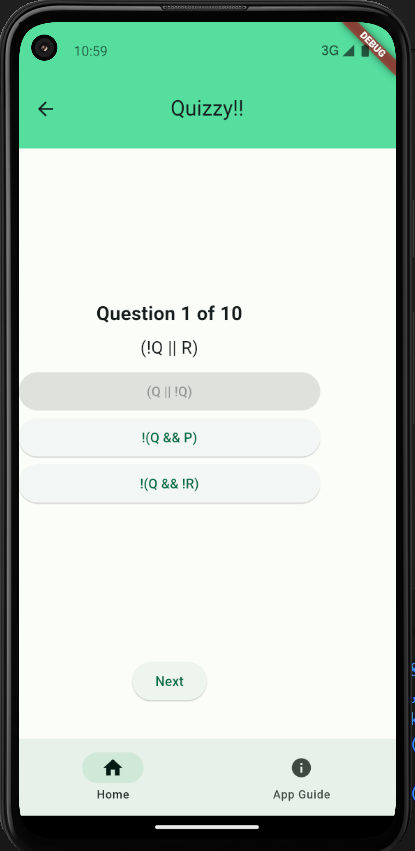 10:59
3G
DEBUG
Quizzy!!
Question 1 of 10
(!Q || R)
(Q || !Q)
!(Q && P)
!(Q && !R)
Next
Home
App Guide